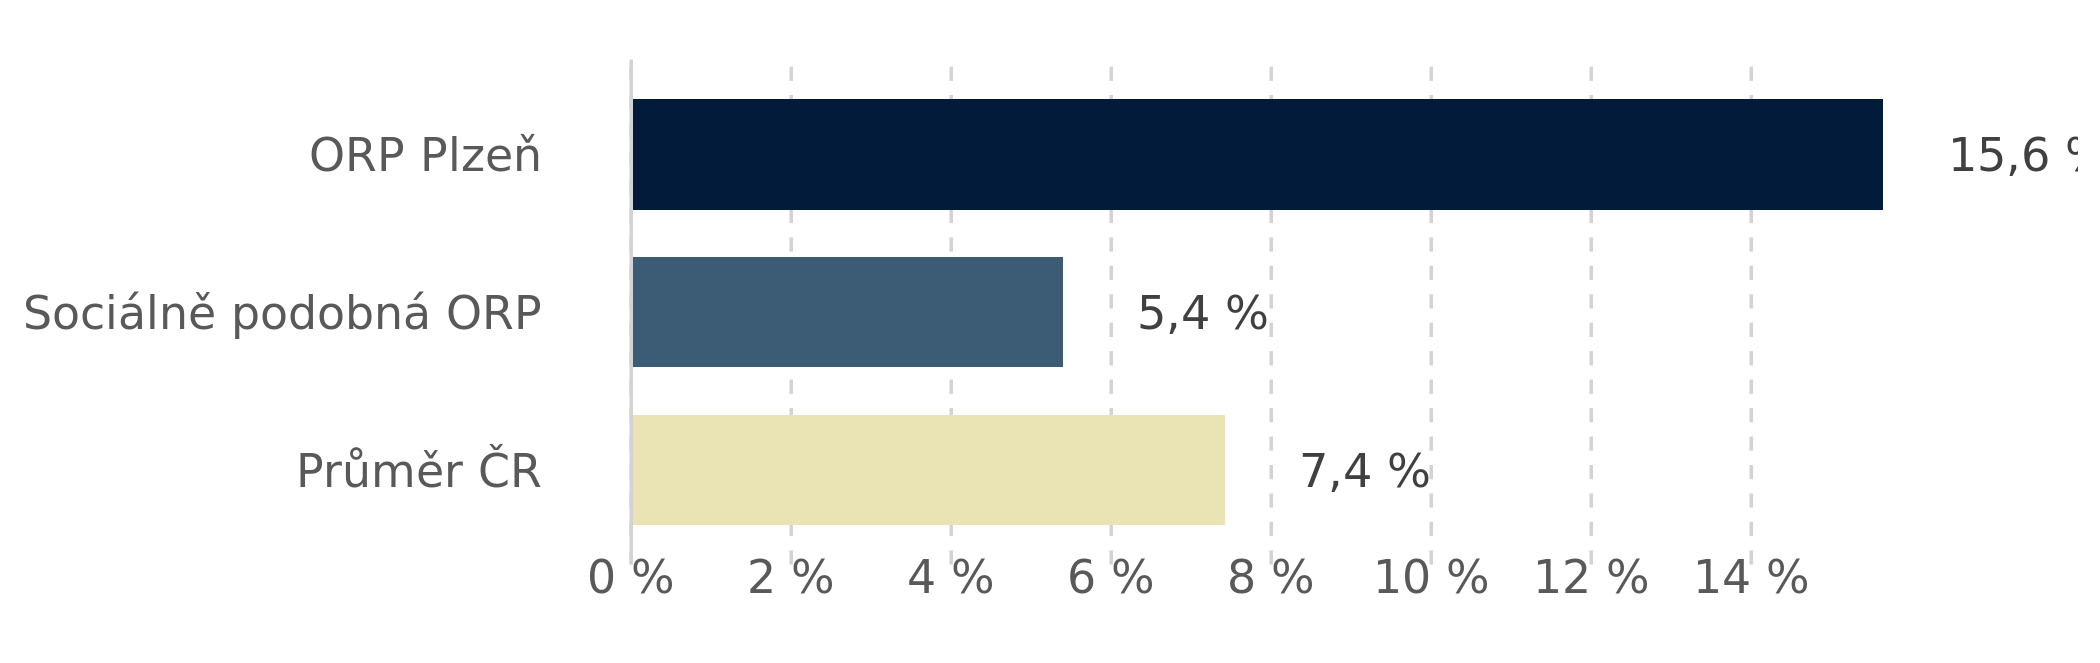 ORP Plzeň
15,6 %
Sociálně podobná ORP
5,4 %
Průměr ČR
7,4 %
0 % 2 % 4 % 6 % 8 % 10 % 12 % 14 %